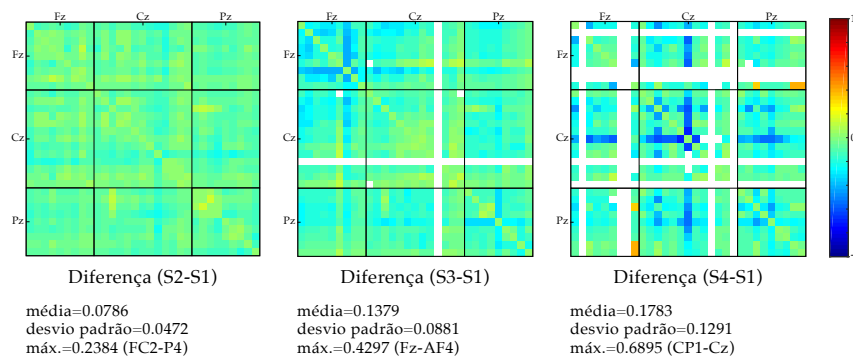 Fz Cz Pz Fz Cz Pz Fz Cz Pz
1
Fz Fz Fz
Cz Cz Cz 0
Pz Pz Pz
-1
Diferença (S2-S1) Diferença (S3-S1) Diferença (S4-S1)
média=0.0786 média=0.1379 média=0.1783
desvio padrão=0.0472 desvio padrão=0.0881 desvio padrão=0.1291
máx.=0.2384 (FC2-P4) máx.=0.4297 (Fz-AF4) máx.=0.6895 (CP1-Cz)